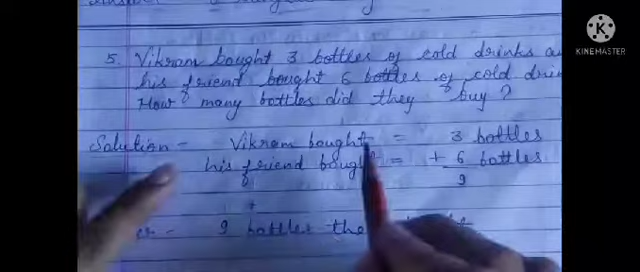 5. Vikram bought 3 bottles of cold drinks
his friend bought 6 bottles of cold
How many bottles did they buy ?
Solution - Vikram bought = 3 bottles
his friend bought = + 6 bottles
9
9 bottles
KINEMASTER